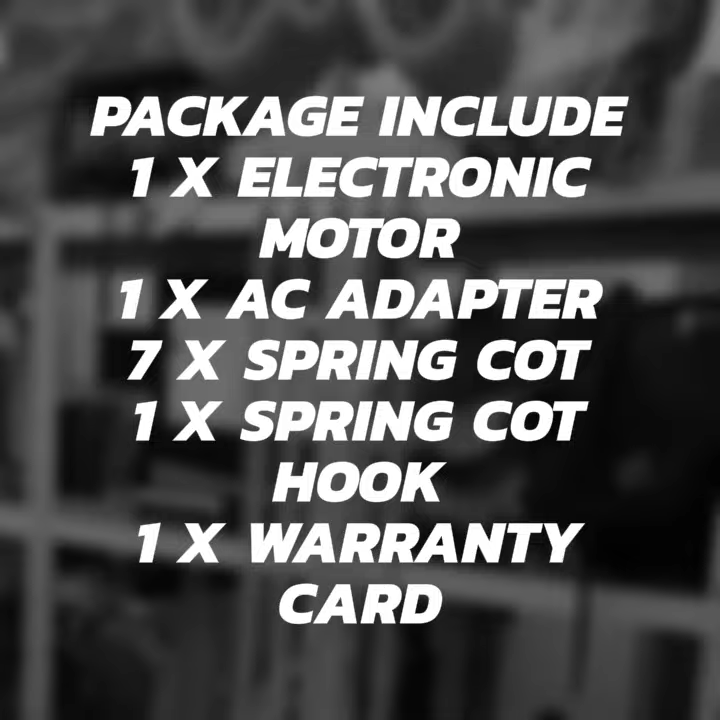 PACKAGE INCLUDE
1 X ELECTRONIC
MOTOR
1 X AC ADAPTER
7 X SPRING COT
1 X SPRING COT
HOOK
1 X WARRANTY
CARD